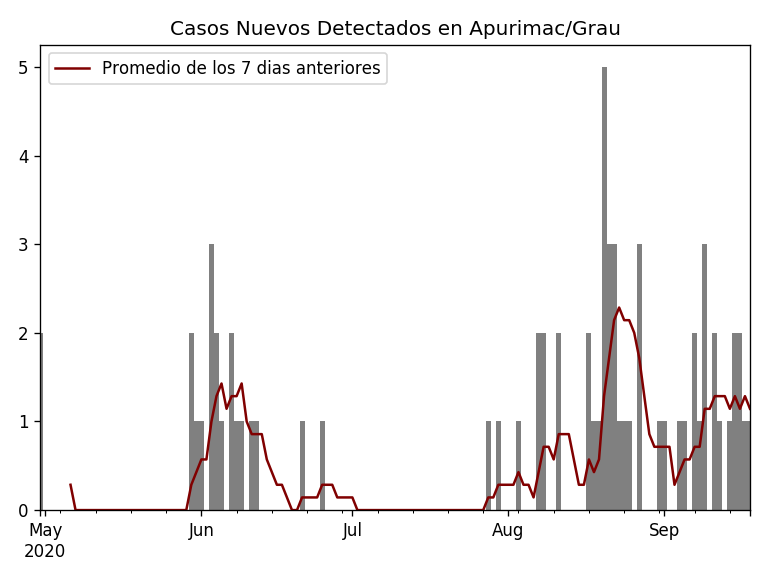 Casos Nuevos Detectados en Apurimac/Grau
Promedio de los 7 dias anteriores
5
4
3
2
1
0
May Jun Jul Aug Sep
2020